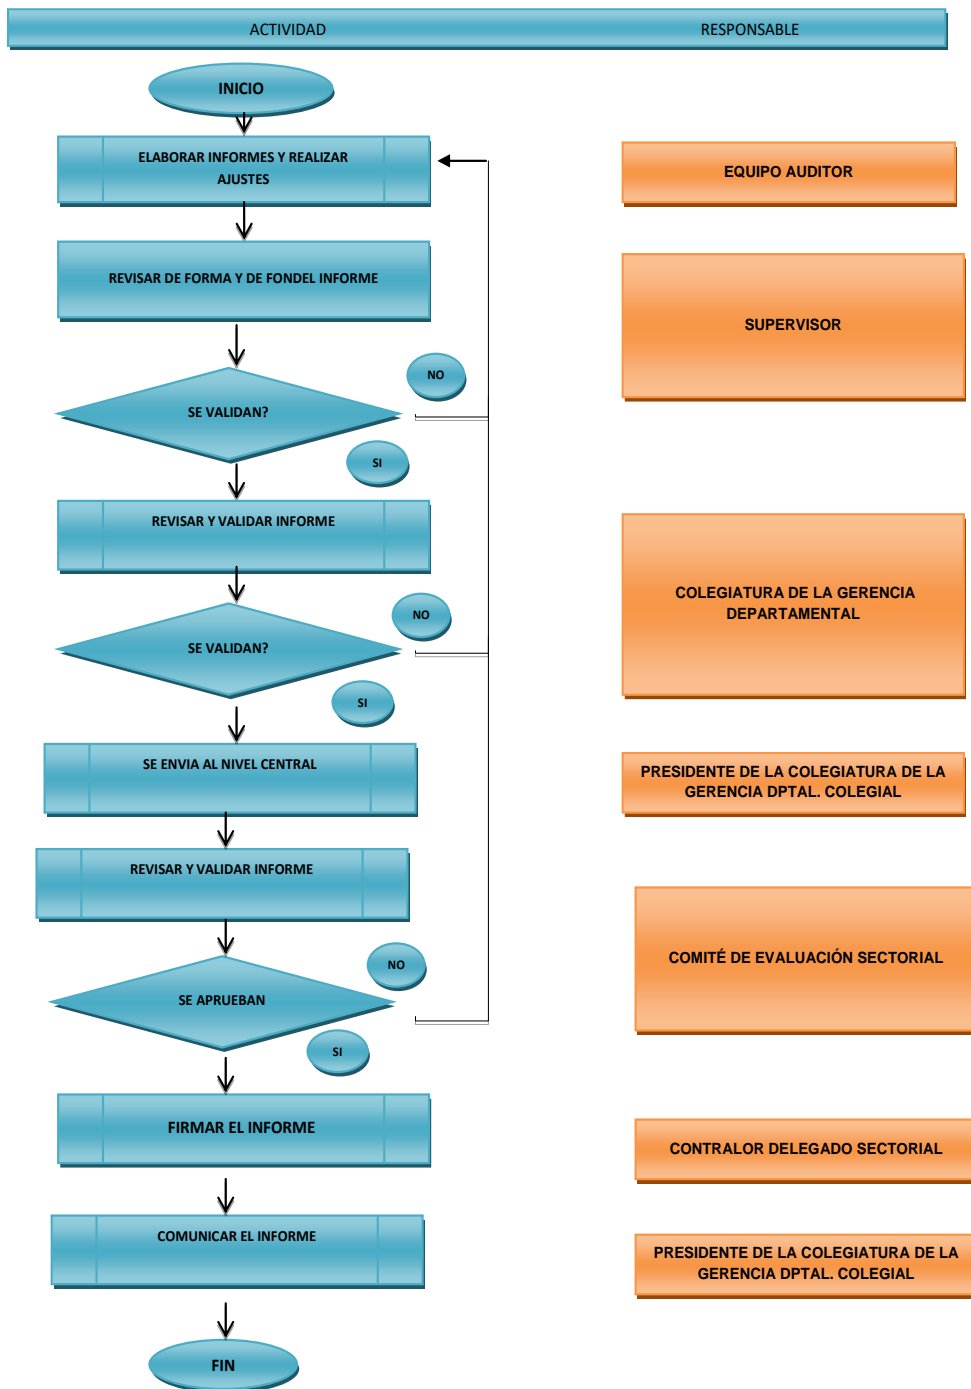 ACTIVIDAD RESPONSABLE
INICIO
ELABORAR INFORMES Y REALIZAR
AJUSTES
EQUIPO AUDITOR
REVISAR DE FORMA Y DE FONDEL INFORME
SUPERVISOR
NO
SE VALIDAN?
SI
REVISAR Y VALIDAR INFORME
COLEGIATURA DE LA GERENCIA
DEPARTAMENTAL
NO
SE VALIDAN?
SI
SE ENVIA AL NIVEL CENTRAL
PRESIDENTE DE LA COLEGIATURA DE LA
GERENCIA DPTAL. COLEGIAL
REVISAR Y VALIDAR INFORME
COMITÉ DE EVALUACIÓN SECTORIAL
NO
SE APRUEBAN
SI
FIRMAR EL INFORME
CONTRALOR DELEGADO SECTORIAL
COMUNICAR EL INFORME
PRESIDENTE DE LA COLEGIATURA DE LA
GERENCIA DPTAL. COLEGIAL
FIN